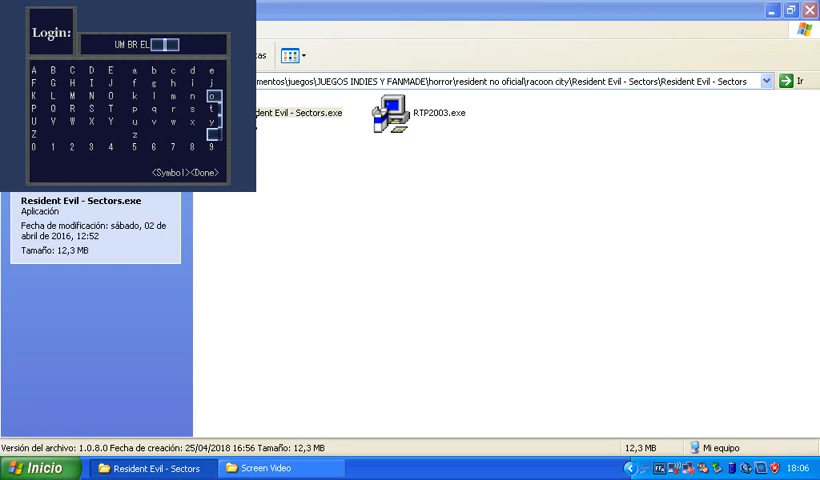 Login:
UM BR EL
A B C D E a b c d e
F G H I J f g h i j
K L M N O k l m n o
P Q R S T p q r s t
U V W X Y u v w x y
Z z
0 1 2 3 4 5 6 7 8 9
<Symbol><Done>
cas
mentos\juegos\JUEGOS INDIES Y FANMADE\horror\resident no oficial\racoon city\Resident Evil - Sectors\Resident Evil - Sectors
Ir
dent Evil - Sectors.exe
RTP2003.exe
Resident Evil - Sectors.exe
Aplicación
Fecha de modificación: sábado, 02 de
abril de 2016, 12:52
Tamaño: 12,3 MB
Versión del archivo: 1.0.8.0 Fecha de creación: 25/04/2018 16:56 Tamaño: 12,3 MB
12,3 MB
Mi equipo
Inicio
Resident Evil - Sectors
Screen Video
18:06